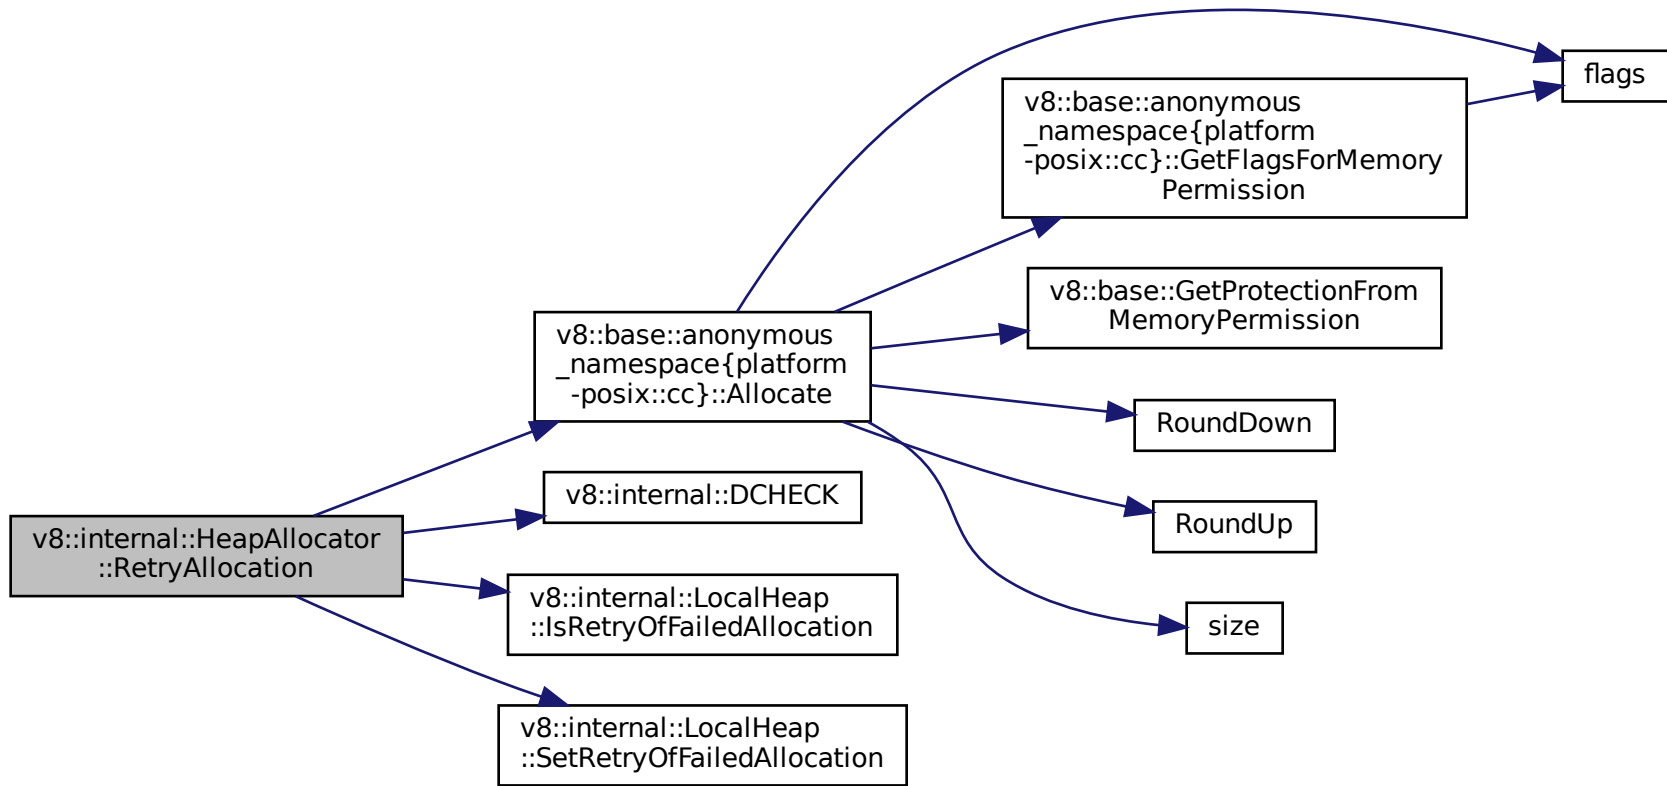 flags
v8::base::anonymous
_namespace{platform
-posix::cc}::GetFlagsForMemory
Permission
v8::base::GetProtectionFrom
MemoryPermission
v8::base::anonymous
_namespace{platform
-posix::cc}::Allocate
RoundDown
v8::internal::DCHECK
RoundUp
v8::internal::HeapAllocator
::RetryAllocation
v8::internal::LocalHeap
::IsRetryOfFailedAllocation
size
v8::internal::LocalHeap
::SetRetryOfFailedAllocation